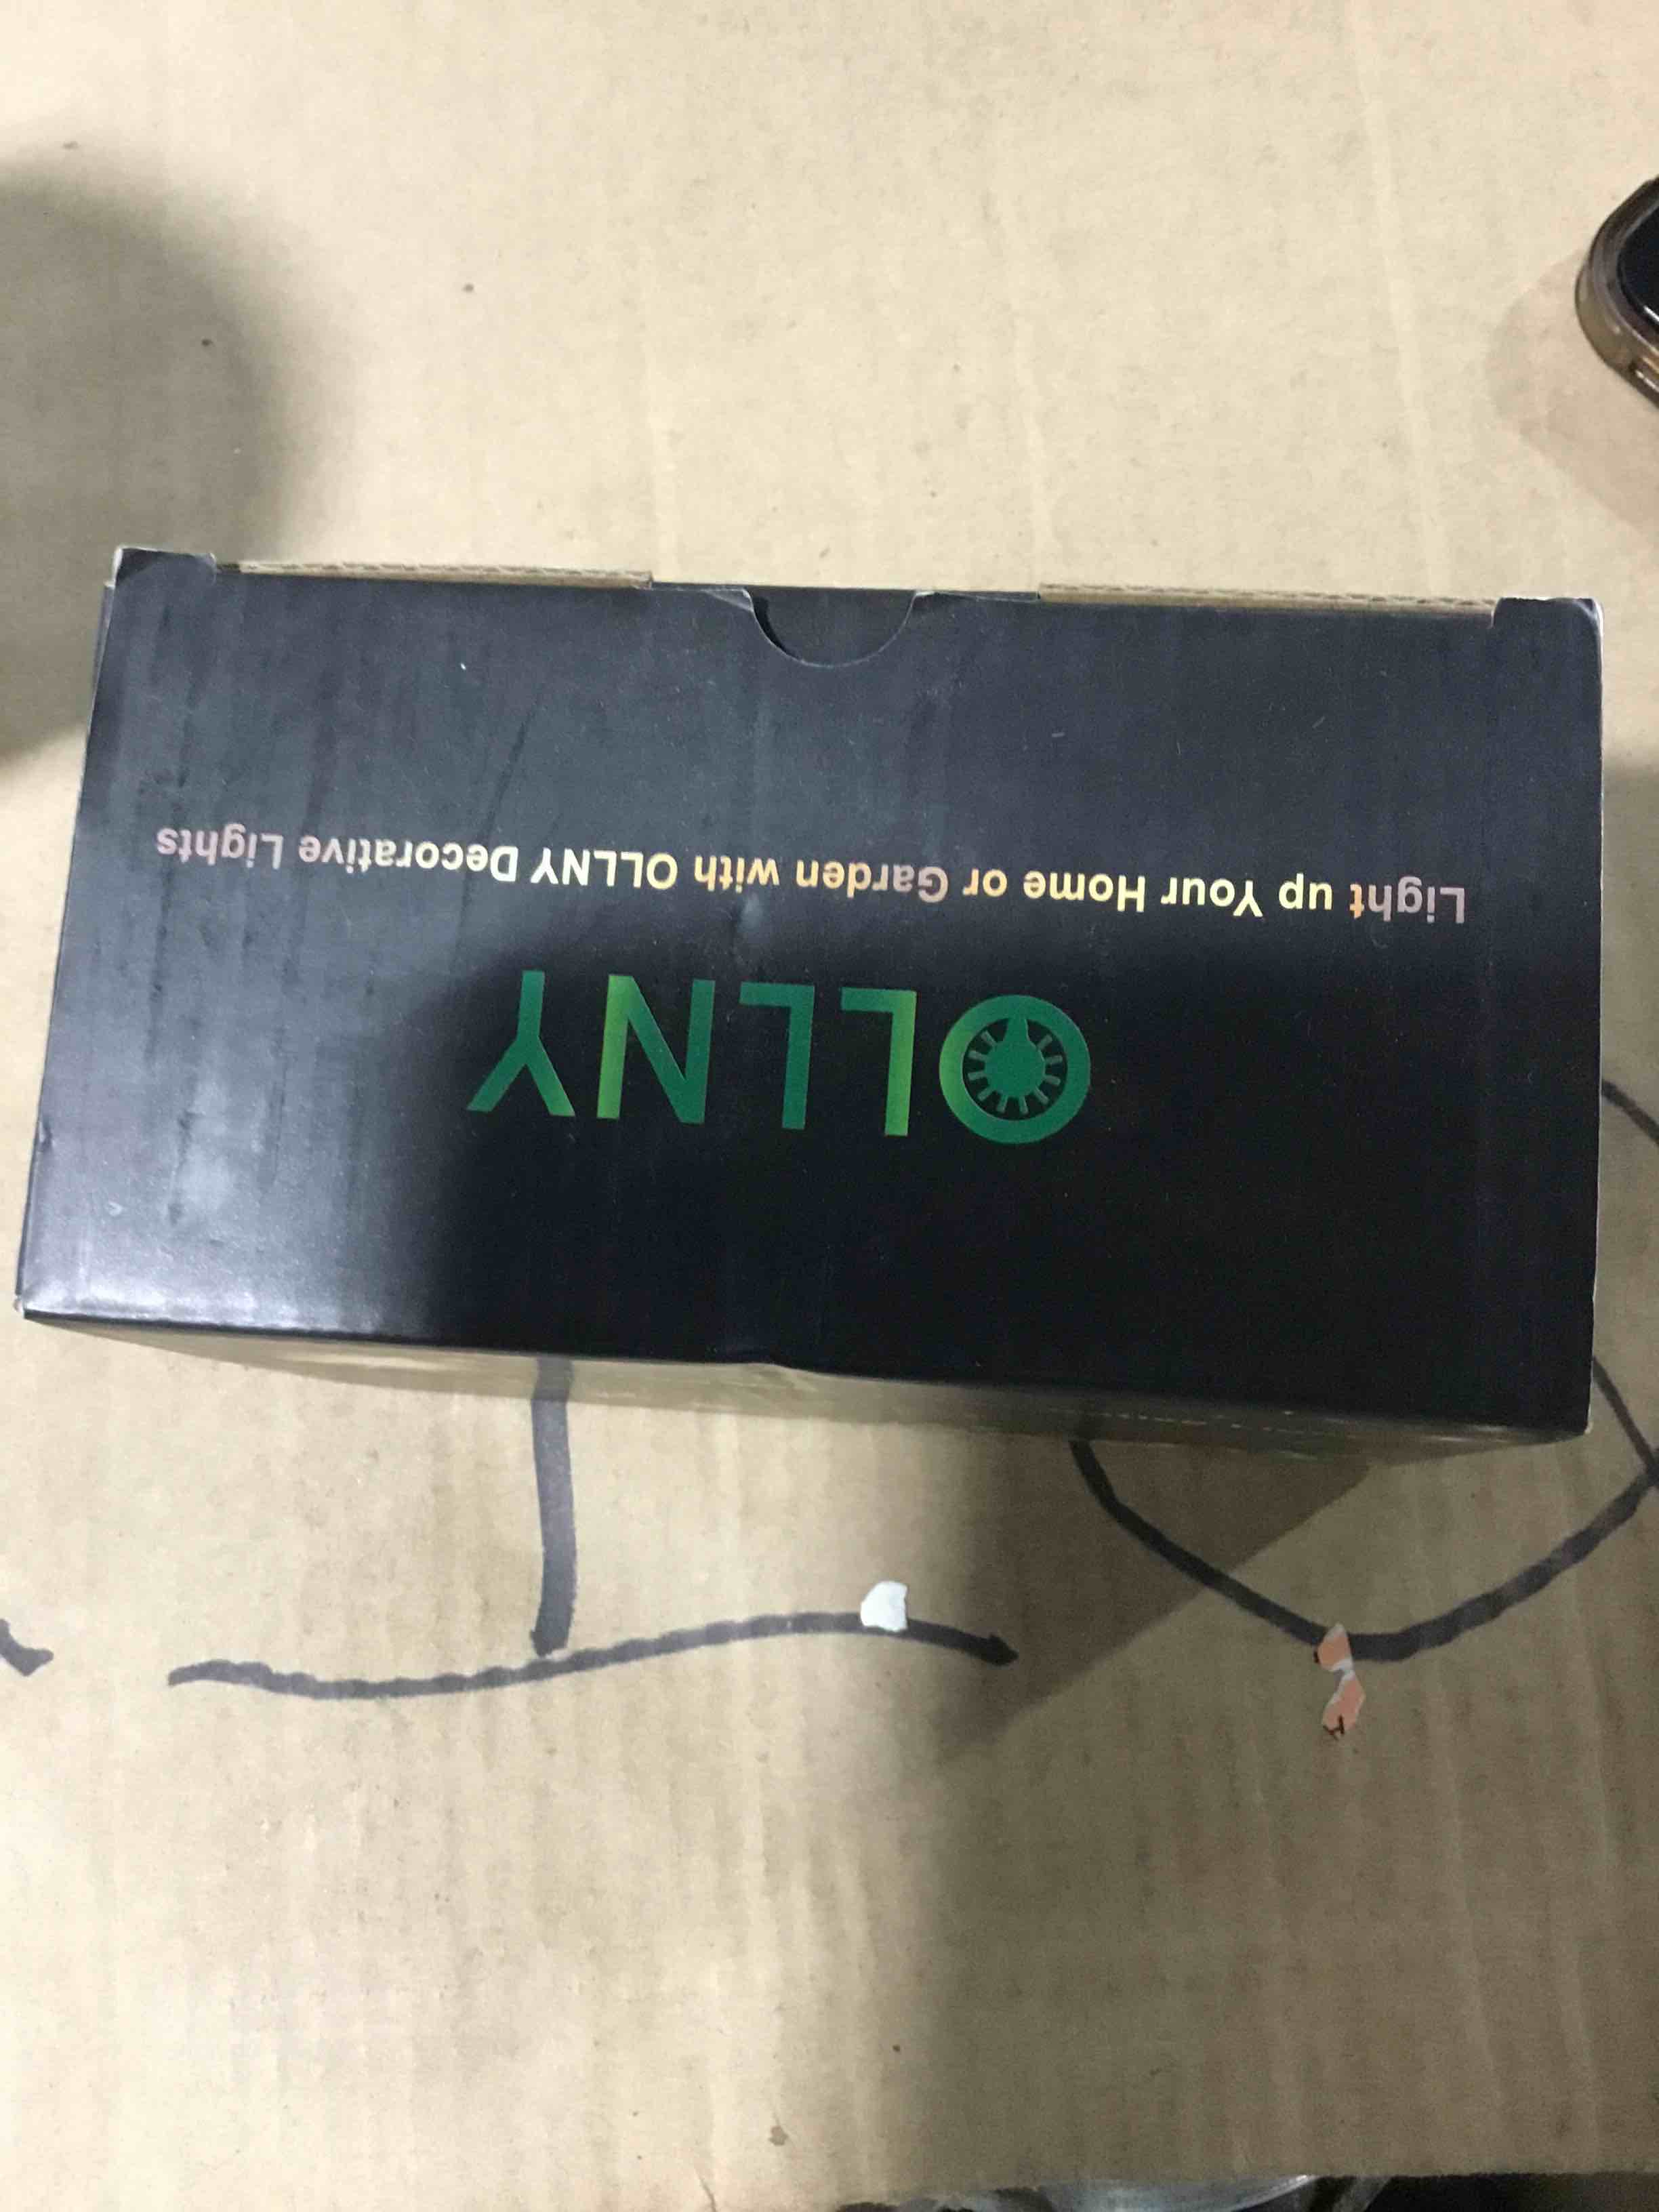 OLLNY
Light up Your Home or Garden with OLLNY Decorative Lights